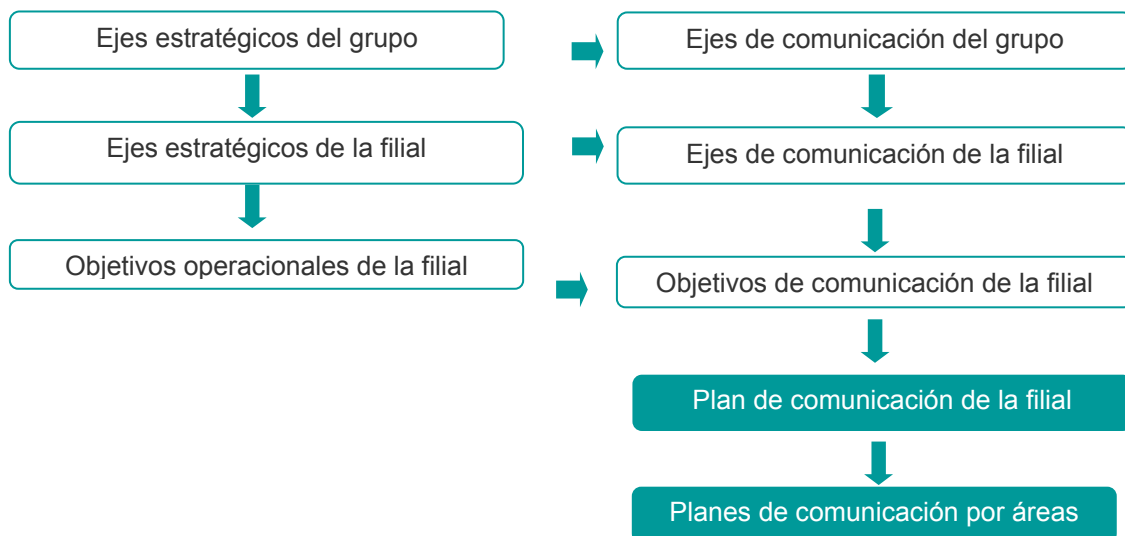 Ejes estratégicos del grupo
Ejes de comunicación del grupo
Ejes estratégicos de la filial
Ejes de comunicación de la filial
Objetivos operacionales de la filial
Objetivos de comunicación de la filial
Plan de comunicación de la filial
Planes de comunicación por áreas